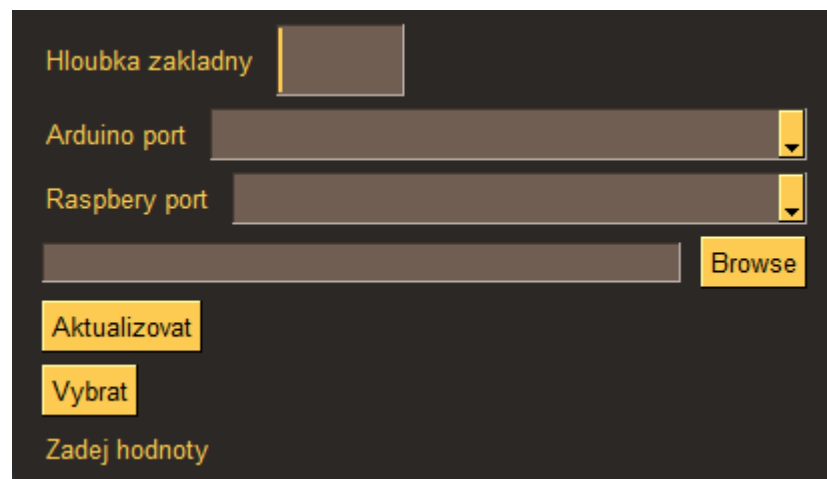 Hloubka zakladny
Arduino port
Raspbery port
Browse
Aktualizovat
Vybrat
Zadej hodnoty